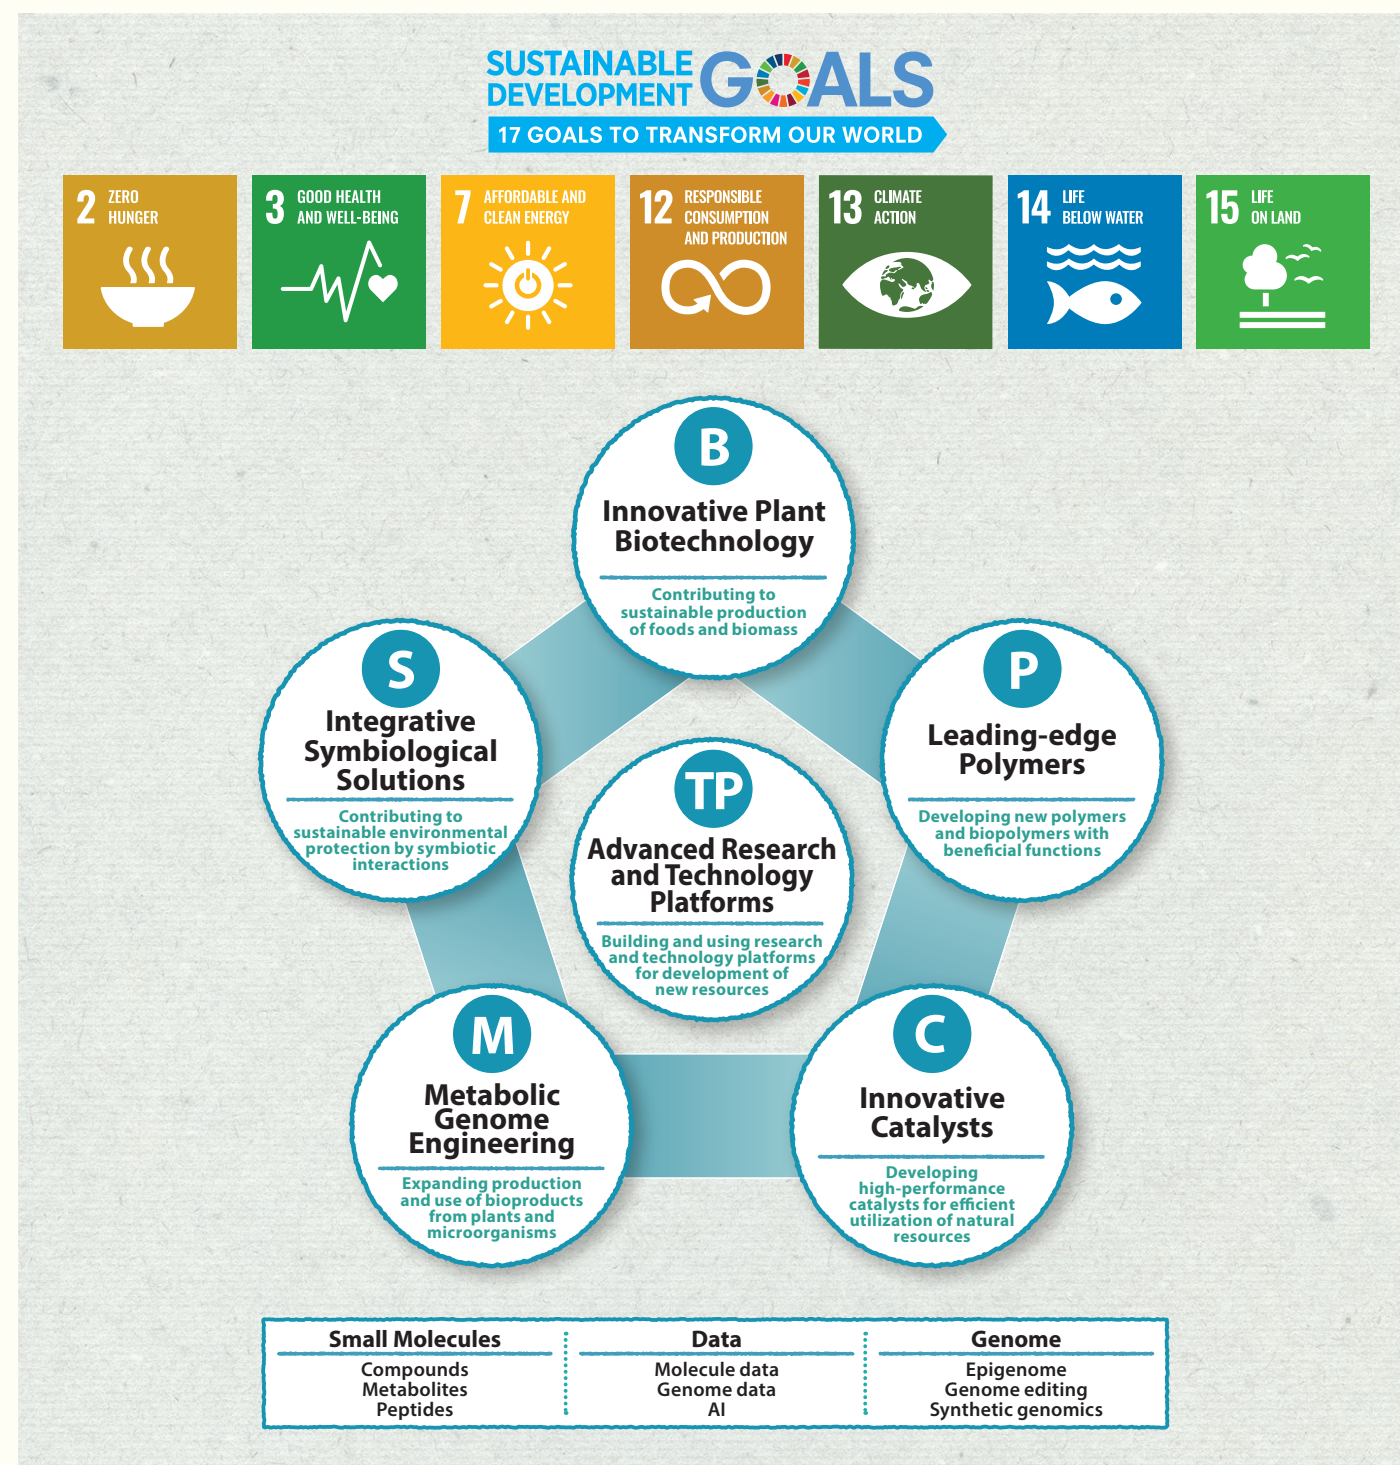 SUSTAINABLE
DEVELOPMENT
GOALS
17 GOALS TO TRANSFORM OUR WORLD
2 ZERO
HUNGER
3 GOOD HEALTH
AND WELL-BEING
7 AFFORDABLE AND
CLEAN ENERGY
12 RESPONSIBLE
CONSUMPTION
AND PRODUCTION
13 CLIMATE
ACTION
14 LIFE
BELOW WATER
15 LIFE
ON LAND
B
Innovative Plant
Biotechnology
Contributing to
sustainable production
of foods and biomass
S
Integrative
Symbiological
Solutions
Contributing to
sustainable environmental
protection by symbiotic
interactions
P
Leading-edge
Polymers
Developing new polymers
and biopolymers with
beneficial functions
TP
Advanced Research
and Technology
Platforms
Building and using research
and technology platforms
for development of
new resources
M
Metabolic
Genome
Engineering
Expanding production
and use of bioproducts
from plants and
microorganisms
C
Innovative
Catalysts
Developing
high-performance
catalysts for efficient
utilization of natural
resources
Small Molecules
Compounds
Metabolites
Peptides
Data
Molecule data
Genome data
AI
Genome
Epigenome
Genome editing
Synthetic genomics